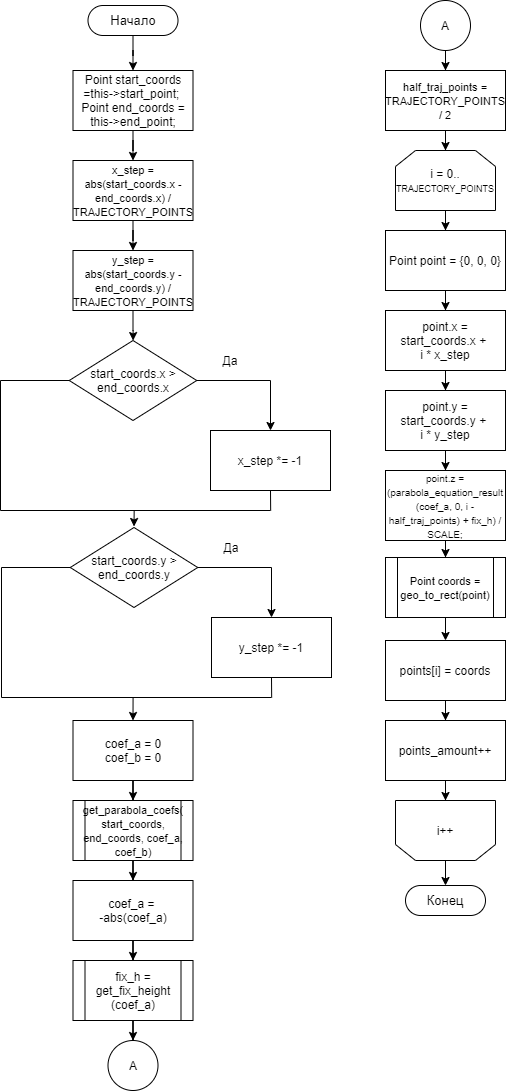 Начало
Point start_coords
=this->start_point;
Point end_coords =
this->end_point;
x_step =
abs(start_coords.x -
end_coords.x) /
TRAJECTORY_POINTS
y_step =
abs(start_coords.y -
end_coords.y) /
TRAJECTORY_POINTS
start_coords.x >
end_coords.x
Да
x_step *= -1
start_coords.y >
end_coords.y
Да
y_step *= -1
coef_a = 0
coef_b = 0
get_parabola_coefs(
start_coords,
end_coords, coef_a,
coef_b)
coef_a =
-abs(coef_a)
fix_h =
get_fix_height
(coef_a)
A
A
half_traj_points =
TRAJECTORY_POINTS
/ 2
i = 0..
TRAJECTORY_POINTS
Point point = {0, 0, 0}
point.x =
start_coords.x +
i * x_step
point.y =
start_coords.y +
i * y_step
point.z =
(parabola_equation_result
(coef_a, 0, i -
half_traj_points) + fix_h) /
SCALE;
Point coords =
geo_to_rect(point)
points[i] = coords
points_amount++
i++
Конец